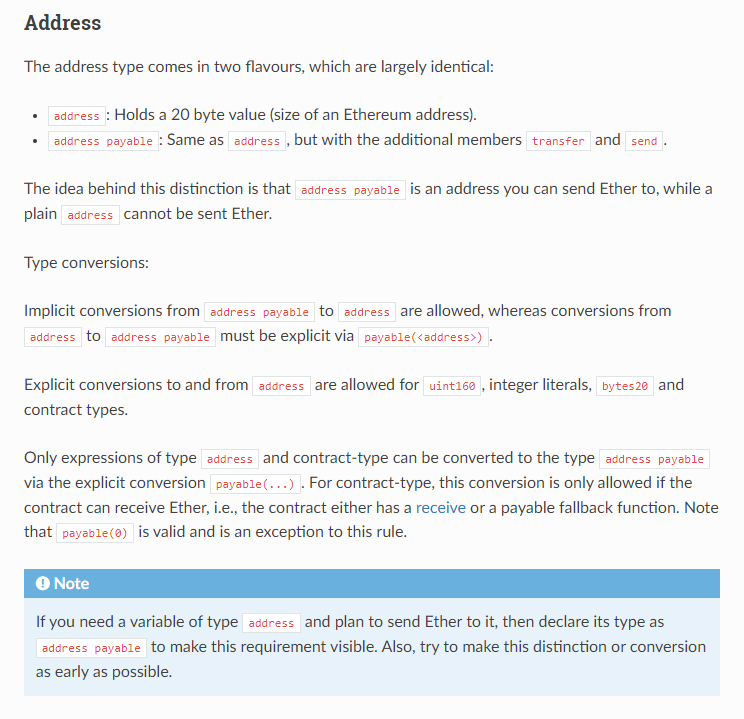 Address
The address type comes in two flavours, which are largely identical:
• address: Holds a 20 byte value (size of an Ethereum address).
• address payable: Same as address, but with the additional members transfer and send.
The idea behind this distinction is that address payable is an address you can send Ether to, while a
plain address cannot be sent Ether.
Type conversions:
Implicit conversions from address payable to address are allowed, whereas conversions from
address to address payable must be explicit via payable(<address>).
Explicit conversions to and from address are allowed for uint160, integer literals, bytes20 and
contract types.
Only expressions of type address and contract-type can be converted to the type address payable
via the explicit conversion payable(...). For contract-type, this conversion is only allowed if the
contract can receive Ether, i.e., the contract either has a receive or a payable fallback function. Note
that payable(0) is valid and is an exception to this rule.
Note
If you need a variable of type address and plan to send Ether to it, then declare its type as
address payable to make this requirement visible. Also, try to make this distinction or conversion
as early as possible.